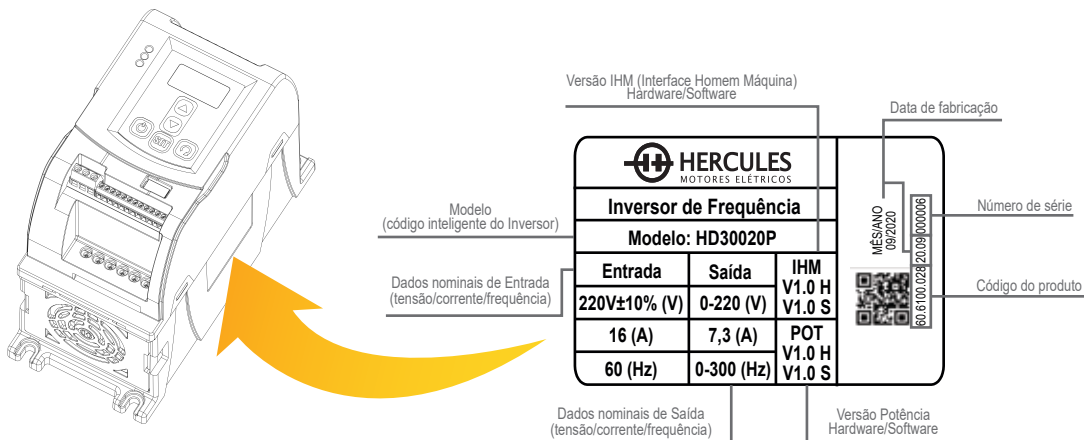 Versão IHM (Interface Homem Máquina)
Hardware/Software
Data de fabricação
HERCULES
MOTORES ELÉTRICOS
Inversor de Frequência
Modelo: HD30020P
Entrada
Saída
IHM
V1.0 H
V1.0 S
220V±10% (V)
0-220 (V)
16 (A)
7,3 (A)
POT
V1.0 H
V1.0 S
60 (Hz)
0-300 (Hz)
MÊS/ANO
09/2020
60.6100.028 20.09 000006
Modelo
(código inteligente do Inversor)
Dados nominais de Entrada
(tensão/corrente/frequência)
Número de série
Código do produto
Dados nominais de Saída
(tensão/corrente/frequência)
Versão Potência
Hardware/Software